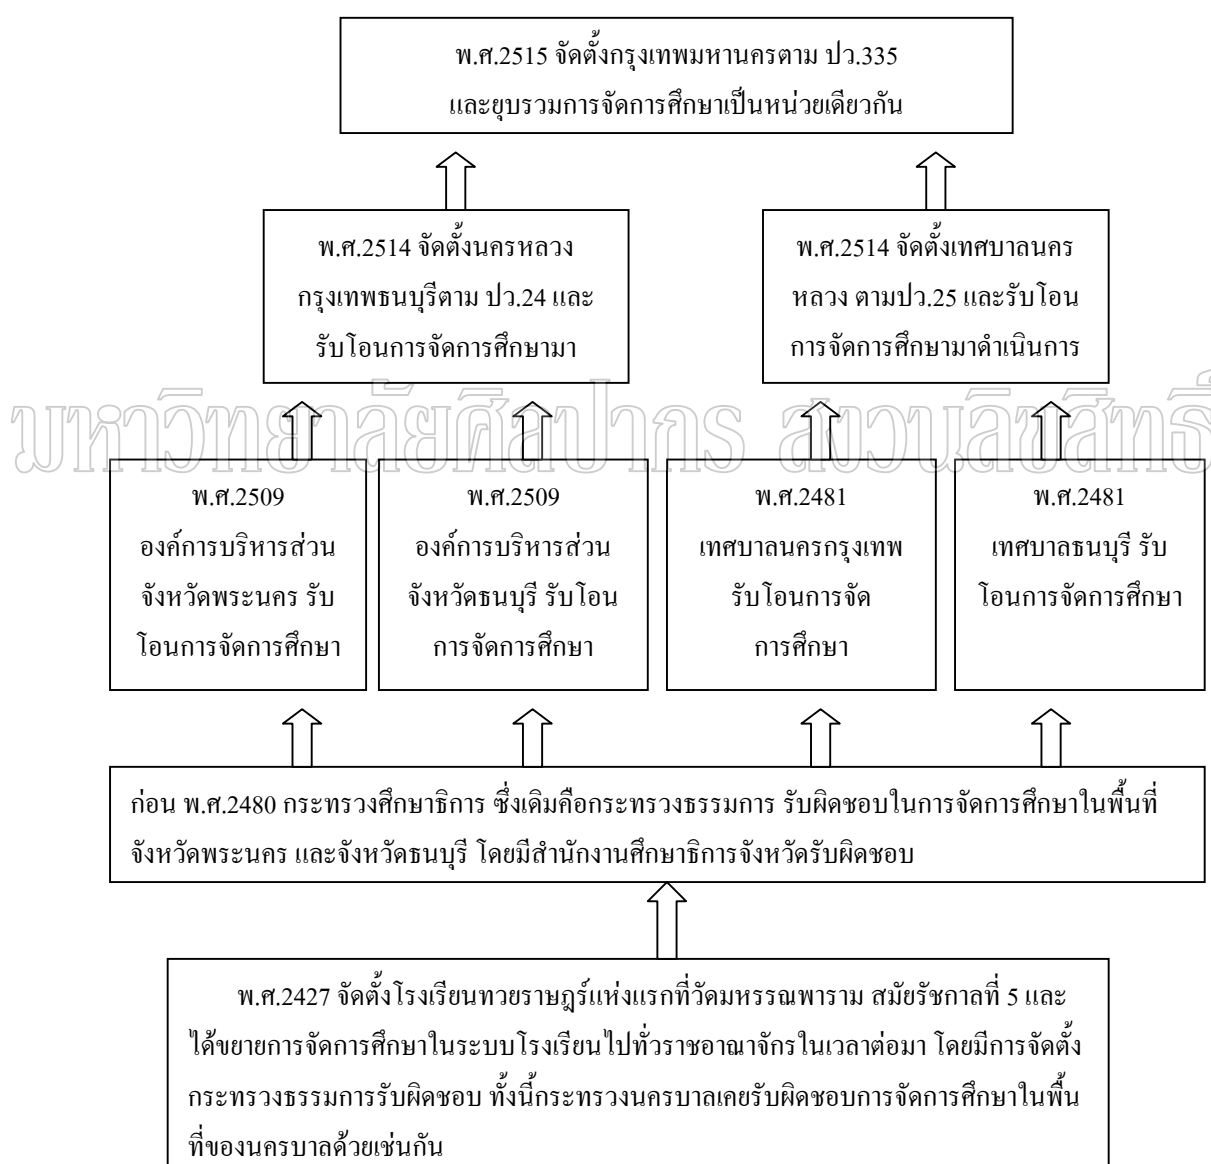 พ.ศ.2515 จัดตั้งกรุงเทพมหานครตาม ปว.335
และยุบรวมการจัดการศึกษาเป็นหน่วยเดียวกัน
พ.ศ.2514 จัดตั้งนครหลวง
กรุงเทพธนบุรีตาม ปว.24 และ
รับโอนการจัดการศึกษามา
พ.ศ.2514 จัดตั้งเทศบาลนคร
หลวง ตามปว.25 และรับโอน
การจัดการศึกษามาดำเนินการ
มหาวิทยาลัยศิลปากร สงวนลิขสิทธิ์
พ.ศ.2509
องค์การบริหารส่วน
จังหวัดพระนคร รับ
โอนการจัดการศึกษา
พ.ศ.2509
องค์การบริหารส่วน
จังหวัดธนบุรี รับโอน
การจัดการศึกษา
พ.ศ.2481
เทศบาลนครกรุงเทพ
รับโอนการจัด
การศึกษา
พ.ศ.2481
เทศบาลธนบุรี รับ
โอนการจัดการศึกษา
ก่อน พ.ศ.2480 กระทรวงศึกษาธิการ ซึ่งเดิมคือกระทรวงธรรมการ รับผิดชอบในการจัดการศึกษาในพื้นที่
จังหวัดพระนคร และจังหวัดธนบุรี โดยมีสำนักงานศึกษาธิการจังหวัดรับผิดชอบ
พ.ศ.2427 จัดตั้งโรงเรียนทวยราษฎร์แห่งแรกที่วัดมหรรณพาราม สมัยรัชกาลที่ 5 และ
ได้ขยายการจัดการศึกษาในระบบโรงเรียนไปทั่วราชอาณาจักรในเวลาต่อมา โดยมีการจัดตั้ง
กระทรวงธรรมการรับผิดชอบ ทั้งนี้กระทรวงนครบาลเคยรับผิดชอบการจัดการศึกษาในพื้น
ที่ของนครบาลด้วยเช่นกัน